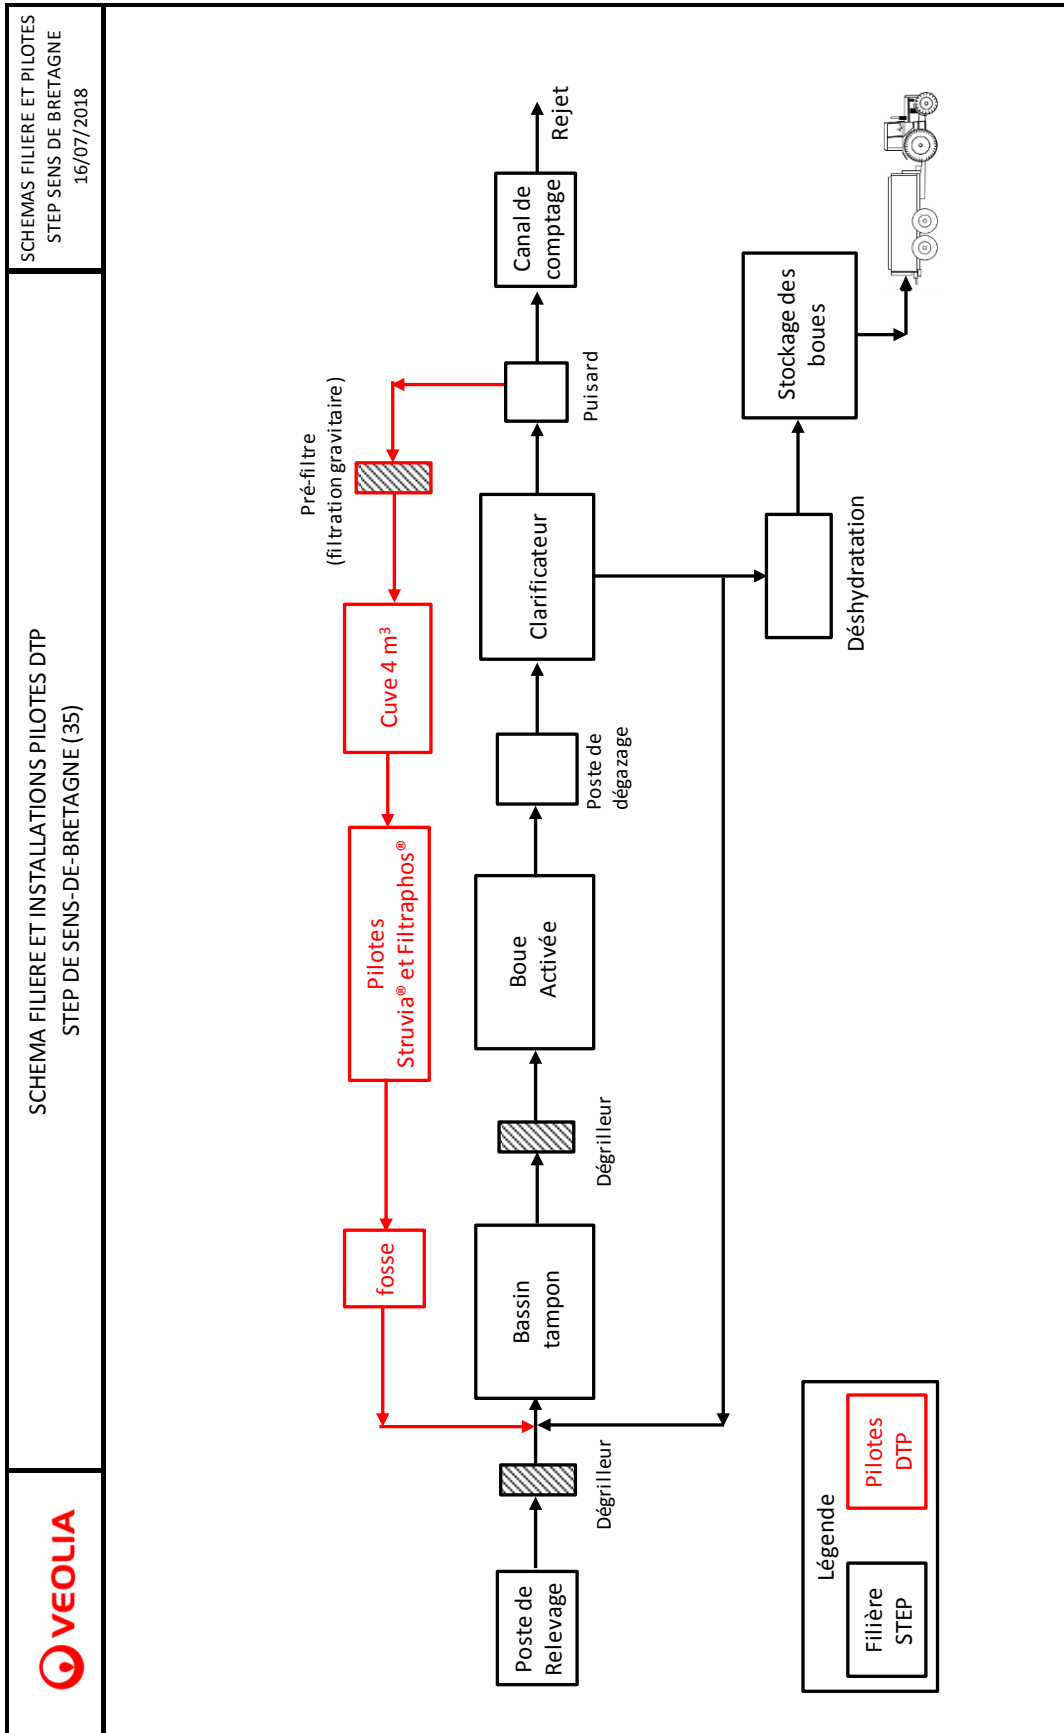 VEOLIA
SCHEMA FILIERE ET INSTALLATIONS PILOTES DTP
STEP DE SENS-DE-BRETAGNE (35)
SCHEMAS FILIERE ET PILOTES
STEP SENS DE BRETAGNE
16/07/2018
Pré-filtre
(filtration gravitaire)
fosse
Pilotes
Struvia® et Filtraphos®
Cuve 4 m³
Poste de
Relevage
Dégrilleur
Bassin
tampon
Dégrilleur
Boue
Activée
Poste de
dégazage
Clarificateur
Puisard
Canal de
comptage
Rejet
Déshydratation
Stockage des
boues
Légende
Filière
STEP
Pilotes
DTP